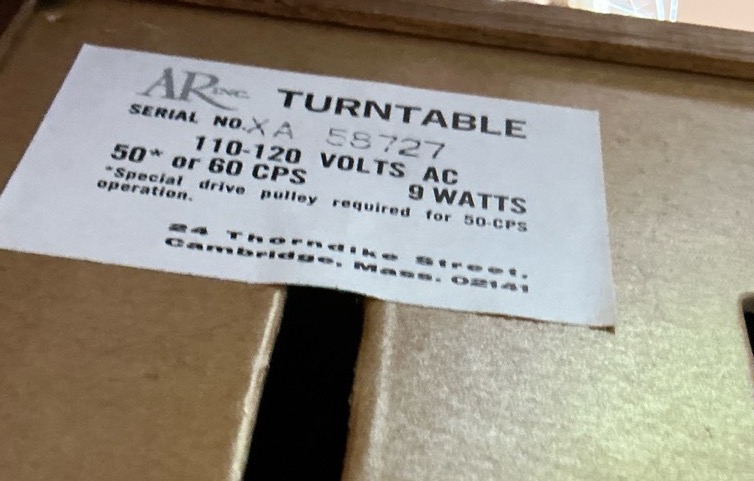 AR INC. TURNTABLE
SERIAL NO. XA 58727
110-120 VOLTS AC
50* or 60 CPS 9 WATTS
*Special drive pulley required for 50-CPS
operation.
24 Thorndike Street,
Cambridge, Mass. 02141